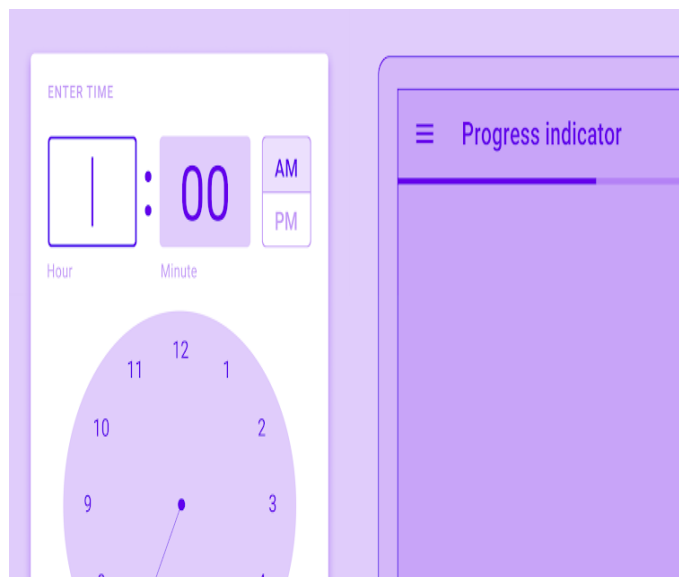 ENTER TIME
: 00
AM
PM
Hour
Minute
12
11
1
10
2
9
3
Progress indicator